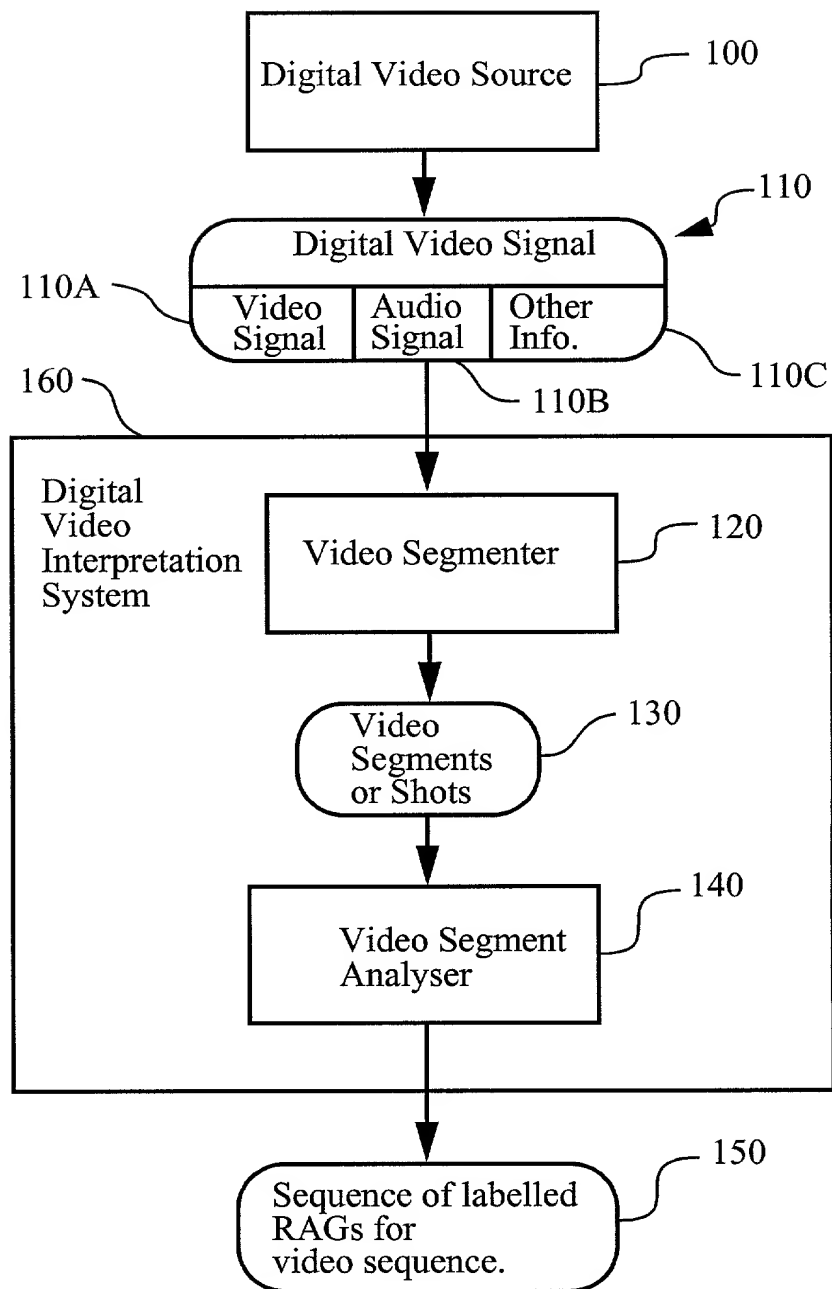 Digital Video Source
100
110
Digital Video Signal
110A
Video
Signal
Audio
Signal
Other
Info.
110B
110C
160
Digital
Video
Interpretation
System
Video Segmenter
120
Video
Segments
or Shots
130
Video Segment
Analyser
140
Sequence of labelled
RAGs for
video sequence.
150